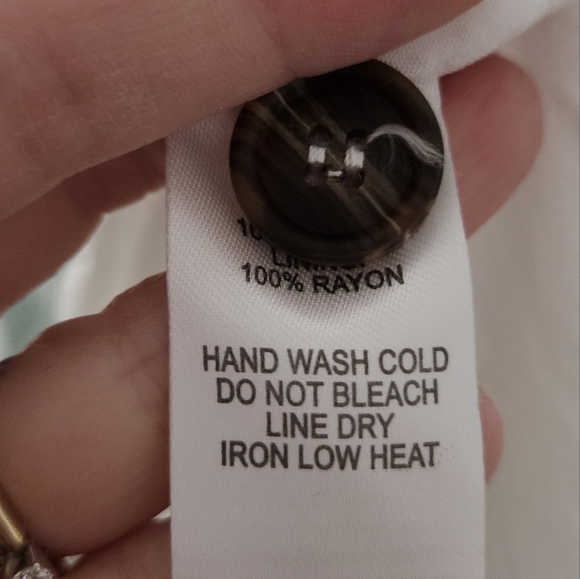 100% RAYON
HAND WASH COLD
DO NOT BLEACH
LINE DRY
IRON LOW HEAT